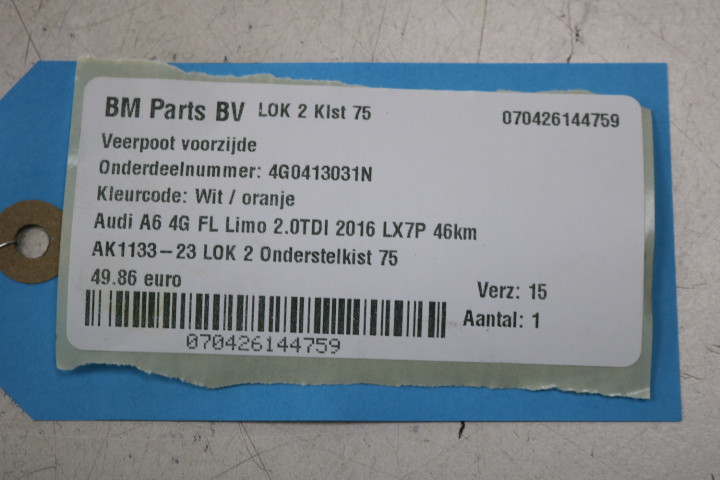 BM Parts BV LOK 2 Klst 75 070426144759
Veerpoot voorzijde
Onderdeelnummer: 4G0413031N
Kleurcode: Wit / oranje
Audi A6 4G FL Limo 2.0TDI 2016 LX7P 46km
AK1133-23 LOK 2 Onderstelkist 75
49.86 euro
Verz: 15
Aantal: 1
070426144759